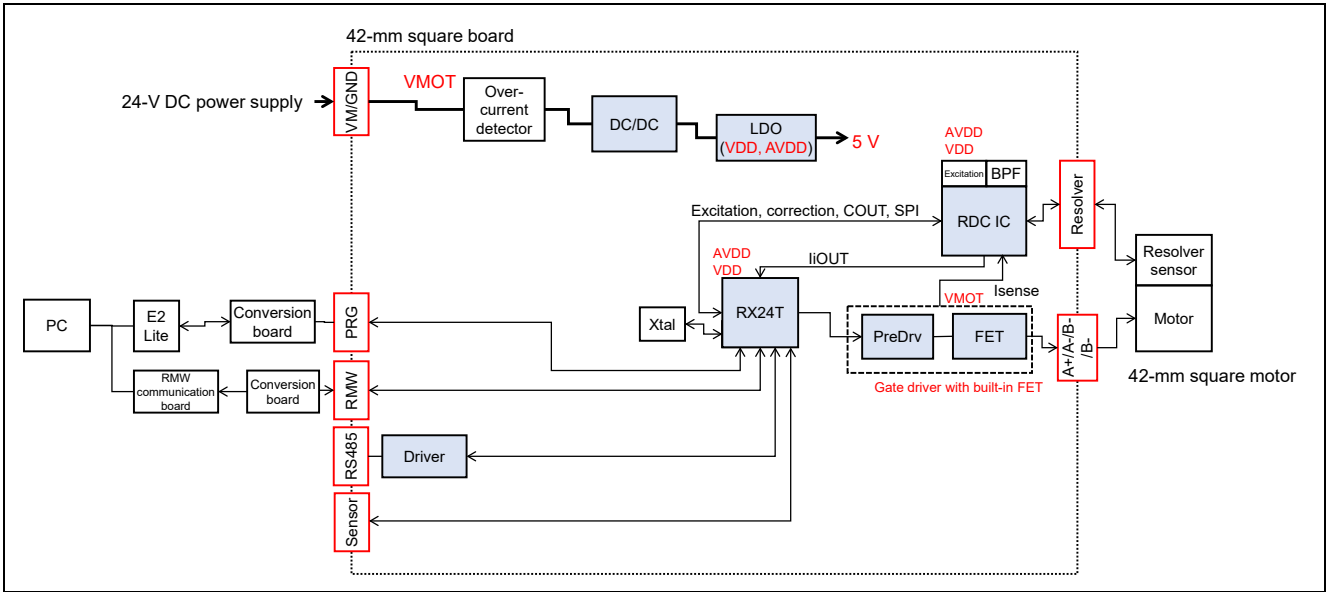 42-mm square board
24-V DC power supply
VM/GND
VMOT
Over-
current
detector
DC/DC
LDO
(VDD, AVDD)
5 V
AVDD
VDD
Excitation
BPF
RDC IC
Resolver
Resolver
sensor
Motor
42-mm square motor
Excitation, correction, COUT, SPI
IiOUT
Isense
AVDD
VDD
RX24T
Xtal
VMOT
PreDrv
FET
Gate driver with built-in FET
A+/A-/B-
/B-
PC
E2
Lite
Conversion
board
PRG
RMW
communication
board
Conversion
board
RMW
RS485
Driver
Sensor